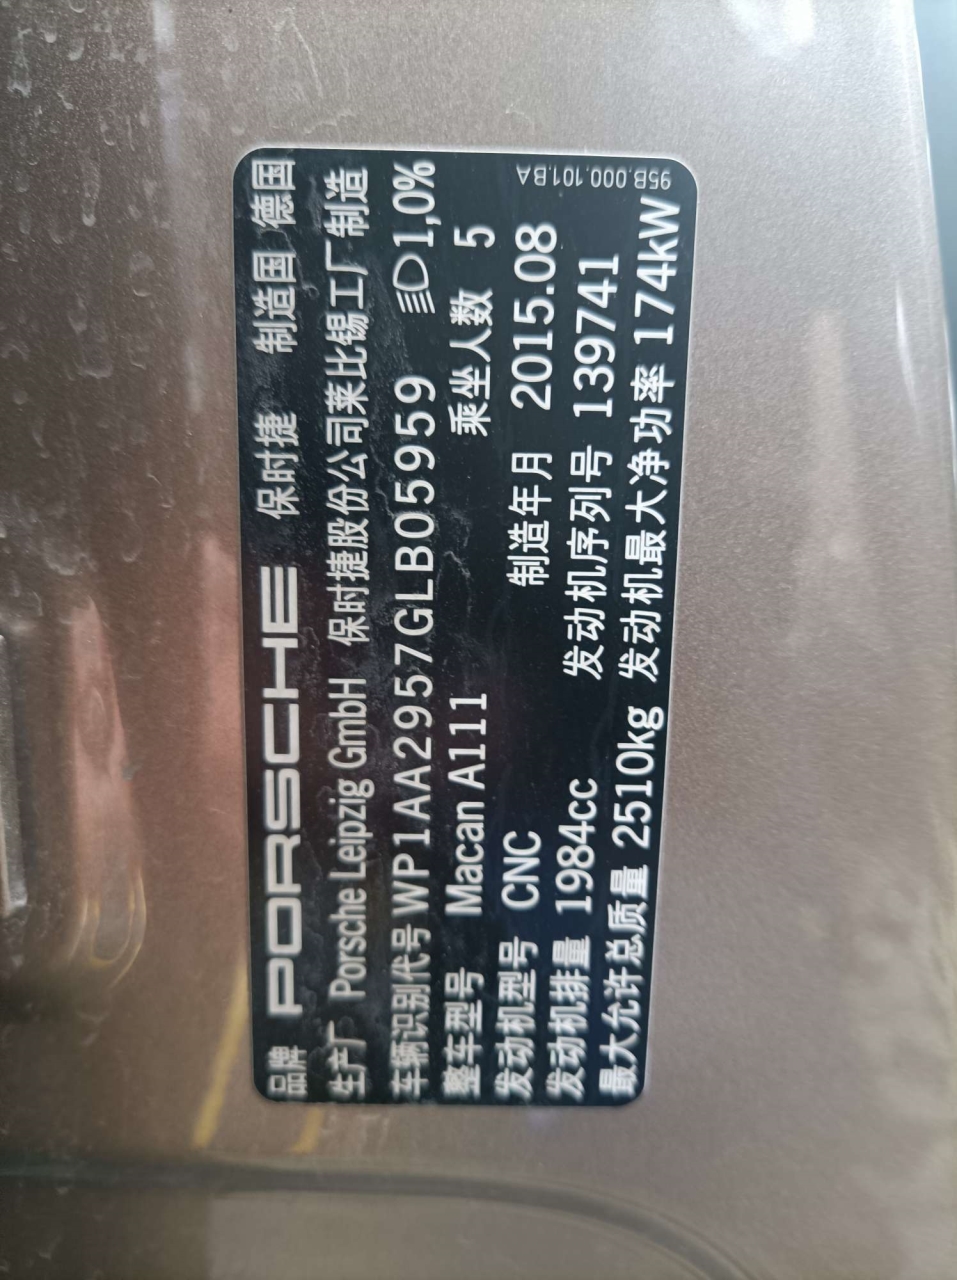 品牌 PORSCHE 保时捷 制造国 德国
生产厂 Porsche Leipzig GmbH 保时捷股份公司莱比锡工厂制造
车辆识别代号 WP1AA2957GLB05959 1,0%
整车型号 Macan A111 乘坐人数 5
发动机型号 CNC 制造年月 2015.08
发动机排量 1984cc 发动机序列号 139741
最大允许总质量 2510kg 发动机最大净功率 174kW
95B.000.101.BA